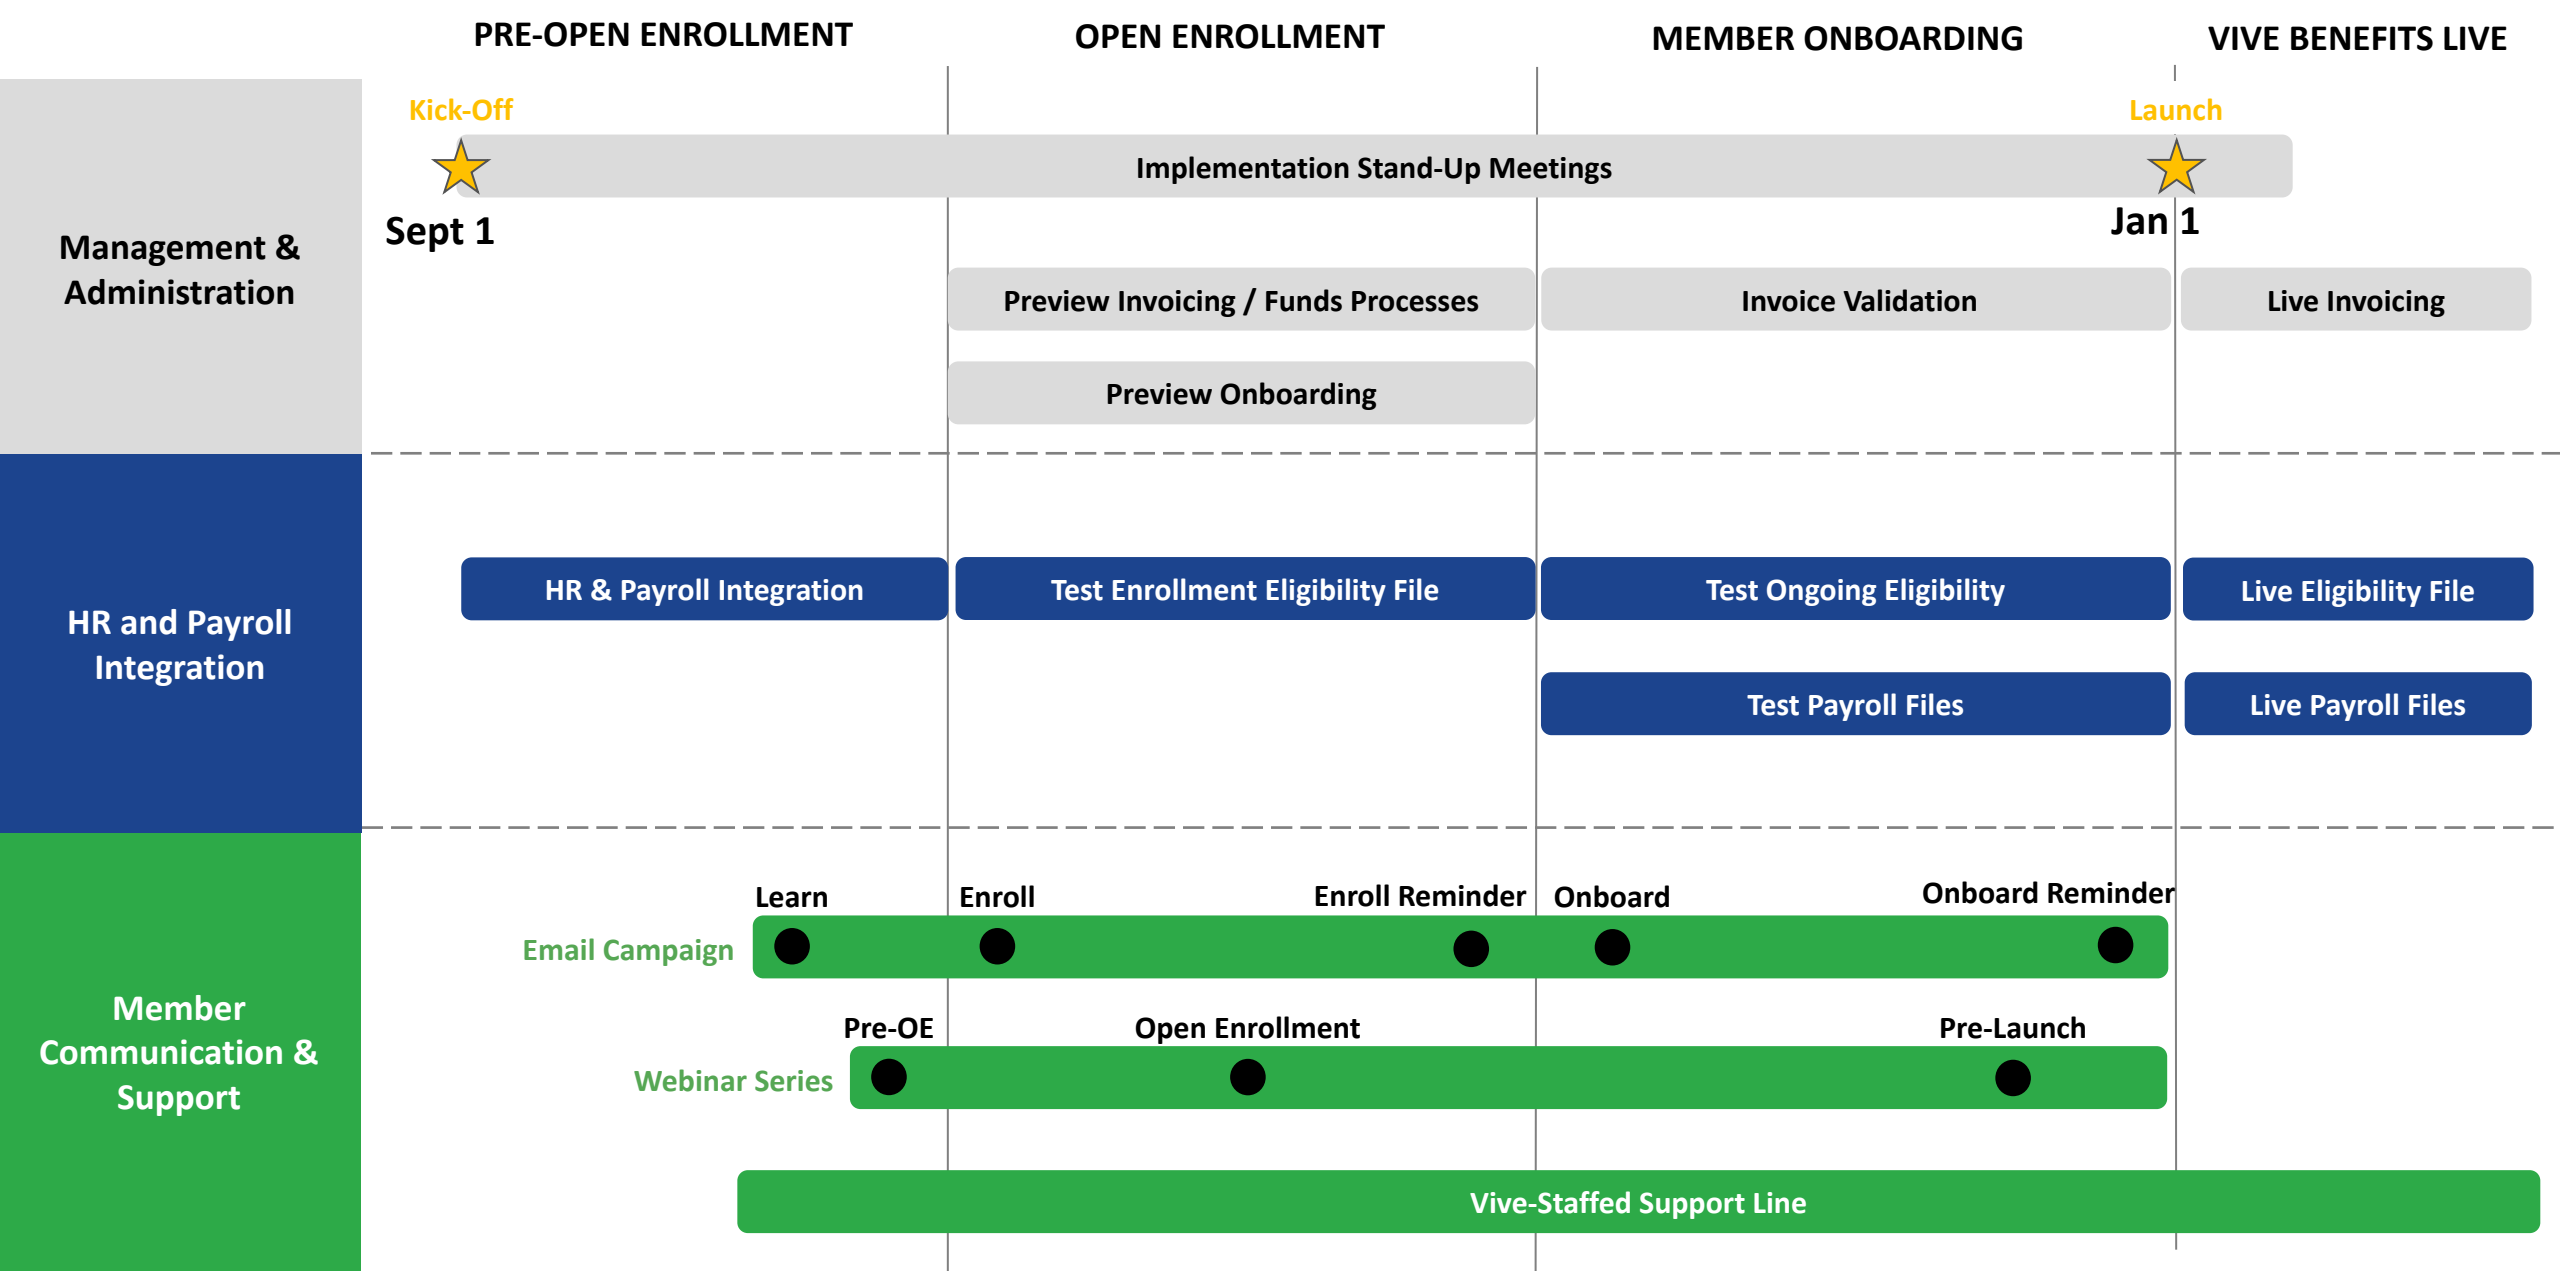 PRE-OPEN ENROLLMENT
OPEN ENROLLMENT
MEMBER ONBOARDING
VIVE BENEFITS LIVE
Kick-Off
Launch
Implementation Stand-Up Meetings
Sept 1
Jan 1
Management &
Administration
Preview Invoicing / Funds Processes
Invoice Validation
Live Invoicing
Preview Onboarding
HR and Payroll
Integration
HR & Payroll Integration
Test Enrollment Eligibility File
Test Ongoing Eligibility
Live Eligibility File
Test Payroll Files
Live Payroll Files
Member
Communication &
Support
Learn
Enroll
Enroll Reminder
Onboard
Onboard Reminder
Email Campaign
Pre-OE
Open Enrollment
Pre-Launch
Webinar Series
Vive-Staffed Support Line